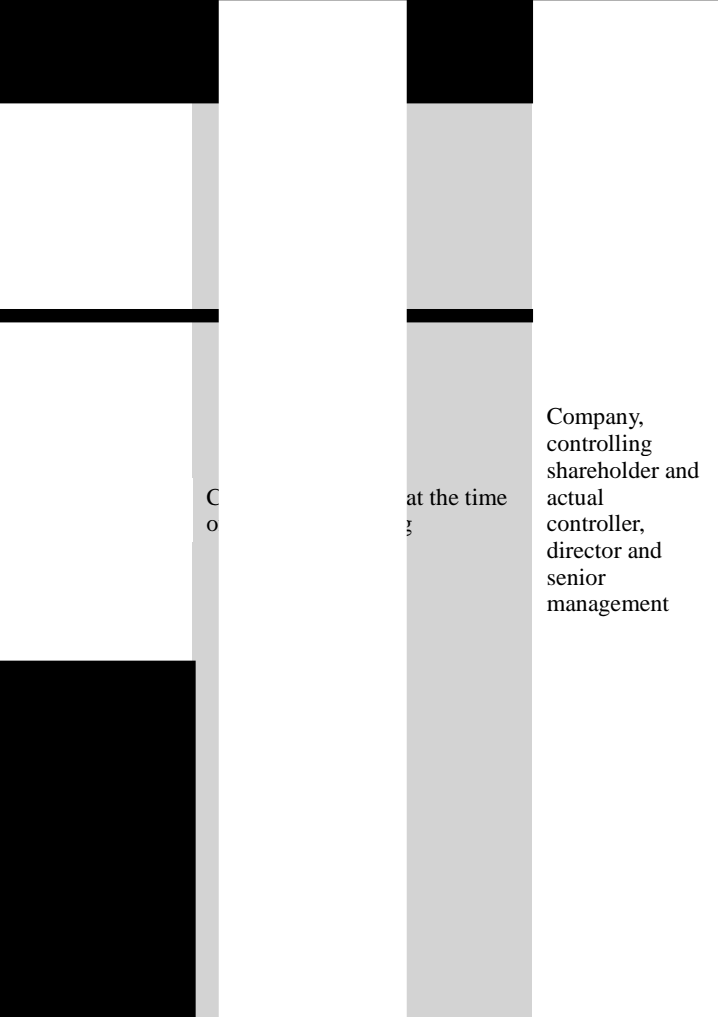 at the time
Company,
controlling
shareholder and
actual
controller,
director and
senior
management